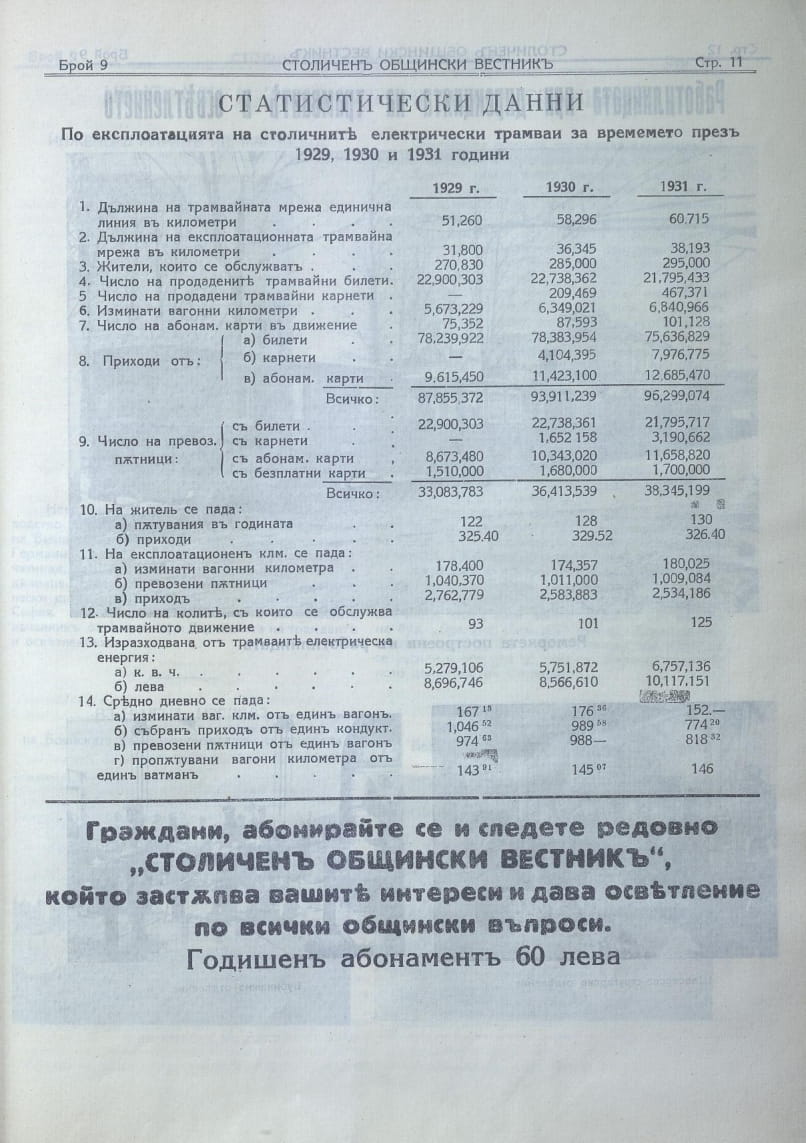 Брой 9 СТОЛИЧЕНЪ ОБЩИНСКИ ВЕСТНИКЪ Стр. 11
СТАТИСТИЧЕСКИ ДАННИ
По експлоатацията на столичнитѣ електрически трамваи за времемето презъ
1929, 1930 и 1931 години
1929 г. 1930 г. 1931 г.
1. Дължина на трамвайната мрежа единична
линия въ километри . . . . 51,260 58,296 60.715
2. Дължина на експлоатационната трамвайна
мрежа въ километри . . . . 31,800 36,345 38,193
3. Жители, които се обслужватъ . . . 270,830 285,000 295,000
4. Число на продаденитѣ трамвайни билети. 22,900,303 22,738,362 21,795,433
5 Число на продадени трамвайни карнети . — 209,469 467,371
6. Изминати вагонни километри . . . 5,673,229 6,349,021 6,840,966
7. Число на абонам. карти въ движение . 75,352 87,593 101,128
а) билети . . 78.239,922 78,383,954 75,636,829
8. Приходи отъ: б) карнети . . — 4,104,395 7,976,775
в) абонам. карти . 9.615,450 11,423,100 12,685,470
Всичко: 87,855,372 93,911,239 96,299,074
съ билети . . 22,900,303 22,738,361 21,795,717
9. Число на превоз. съ карнети . . — 1,652 158 3,190,662
пѫтници: съ абонам. карти , 8,673,480 10,343,020 11,658,820
съ безплатни карти . 1,510,000 1,680,000 1,700,000
Всичко: 33,083,783 36,413,539 38,345,199
10. На житель се пада:
а) пѫтувания въ годината . . 122 128 130
б) приходи . . . . . 325.40 329.52 326.40
11. На експлоатационенъ клм. се пада:
а) изминати вагонни километра . . 178.400 174,357 180,025
б) превозени пѫтници . . . 1,040,370 1,011,000 1,009,084
в) приходъ . . . . . 2,762,779 2,583,883 2,534,186
12. Число на колитѣ, съ които се обслужва
трамвайното движение . . . . 93 101 125
13. Изразходвана отъ трамваитѣ електрическа
енергия:
а) к. в. ч. . . . . . 5,279,106 5,751,872 6,757,136
б) лева . . . . . . 8,696,746 8,566,610 10,117,151
14. Срѣдно дневно се пада:
а) изминати ваг. клм. отъ единъ вагонъ. 167 15 176 36 152.—
б) събранъ приходъ отъ единъ кондукт. 1,046 52 989 58 774 20
в) превозени пѫтници отъ единъ вагонъ 974 63 988— 818 32
г) пропѫтувани вагони километра отъ
единъ ватманъ . . . . . 143 91 145 07 146
Граждани, абонирайте се и следете редовно
„СТОЛИЧЕНЪ ОБЩИНСКИ ВЕСТНИКЪ“,
който застѫпва вашитѣ интереси и дава осветление
по всички общински въпроси.
Годишенъ абонаментъ 60 лева